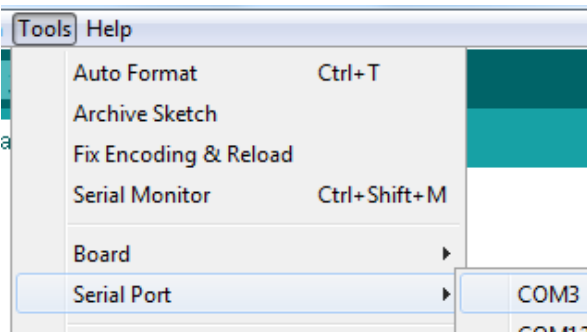 Tools Help
Auto Format Ctrl+T
Archive Sketch
Fix Encoding & Reload
Serial Monitor Ctrl+Shift+M
Board
Serial Port COM3